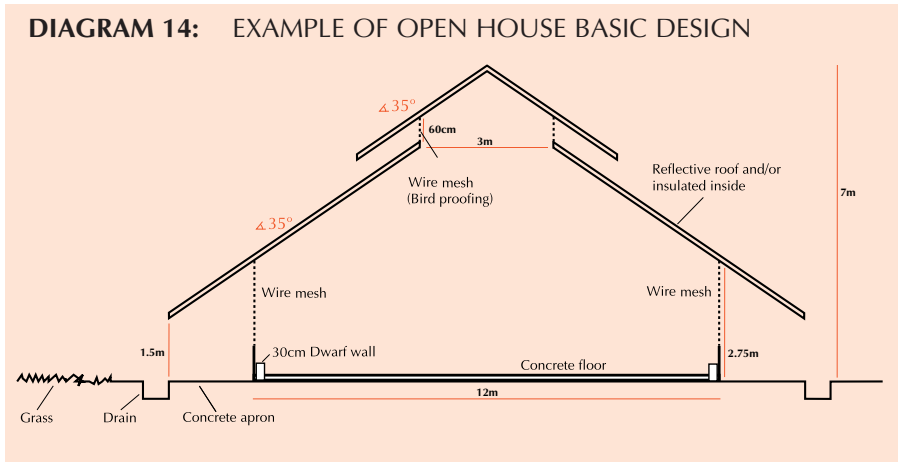 DIAGRAM 14: EXAMPLE OF OPEN HOUSE BASIC DESIGN
∡35°
60cm
3m
Wire mesh
(Bird proofing)
Reflective roof and/or
insulated inside
7m
∡35°
Wire mesh
Wire mesh
1.5m
30cm Dwarf wall
Concrete floor
2.75m
12m
Grass
Drain
Concrete apron